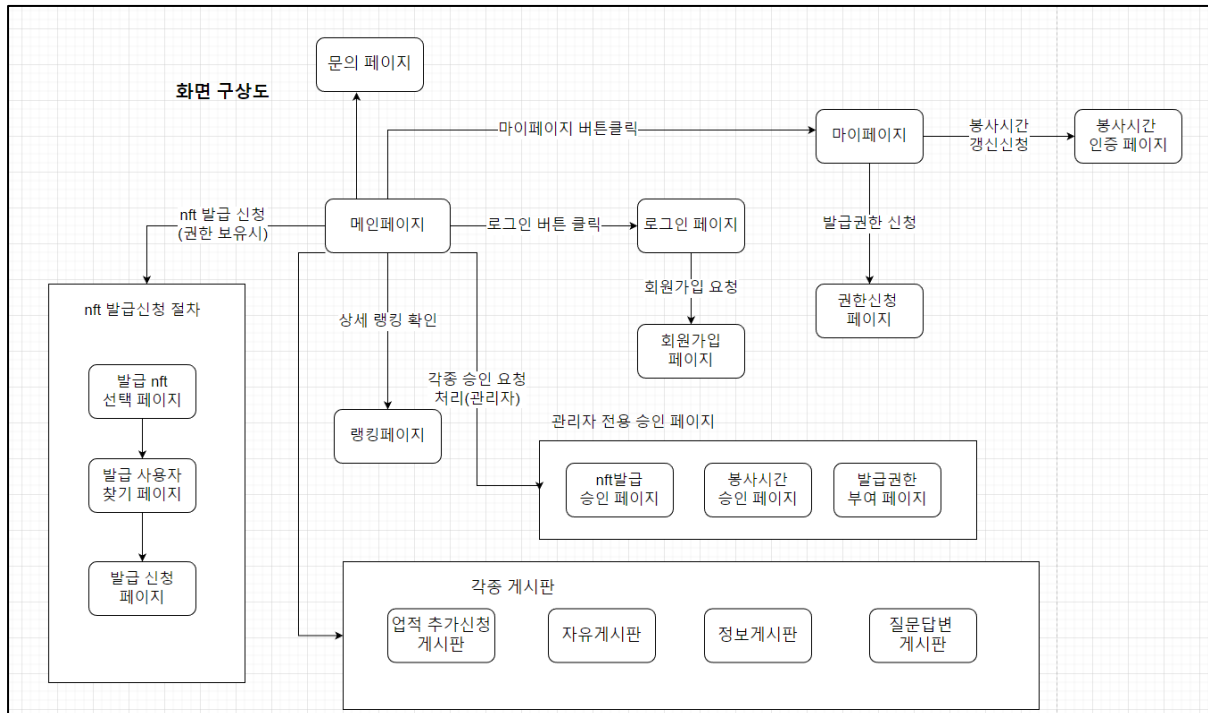 문의 페이지
화면 구상도
마이페이지 버튼클릭
마이페이지
봉사시간
갱신신청
봉사시간
인증 페이지
nft 발급 신청
(권한 보유시)
메인페이지
로그인 버튼 클릭
로그인 페이지
발급권한 신청
회원가입 요청
권한신청
페이지
nft 발급신청 절차
상세 랭킹 확인
회원가입
페이지
발급 nft
선택 페이지
각종 승인 요청
처리(관리자)
랭킹페이지
관리자 전용 승인 페이지
발급 사용자
찾기 페이지
nft발급
승인 페이지
봉사시간
승인 페이지
발급권한
부여 페이지
발급 신청
페이지
각종 게시판
업적 추가신청
게시판
자유게시판
정보게시판
질문답변
게시판